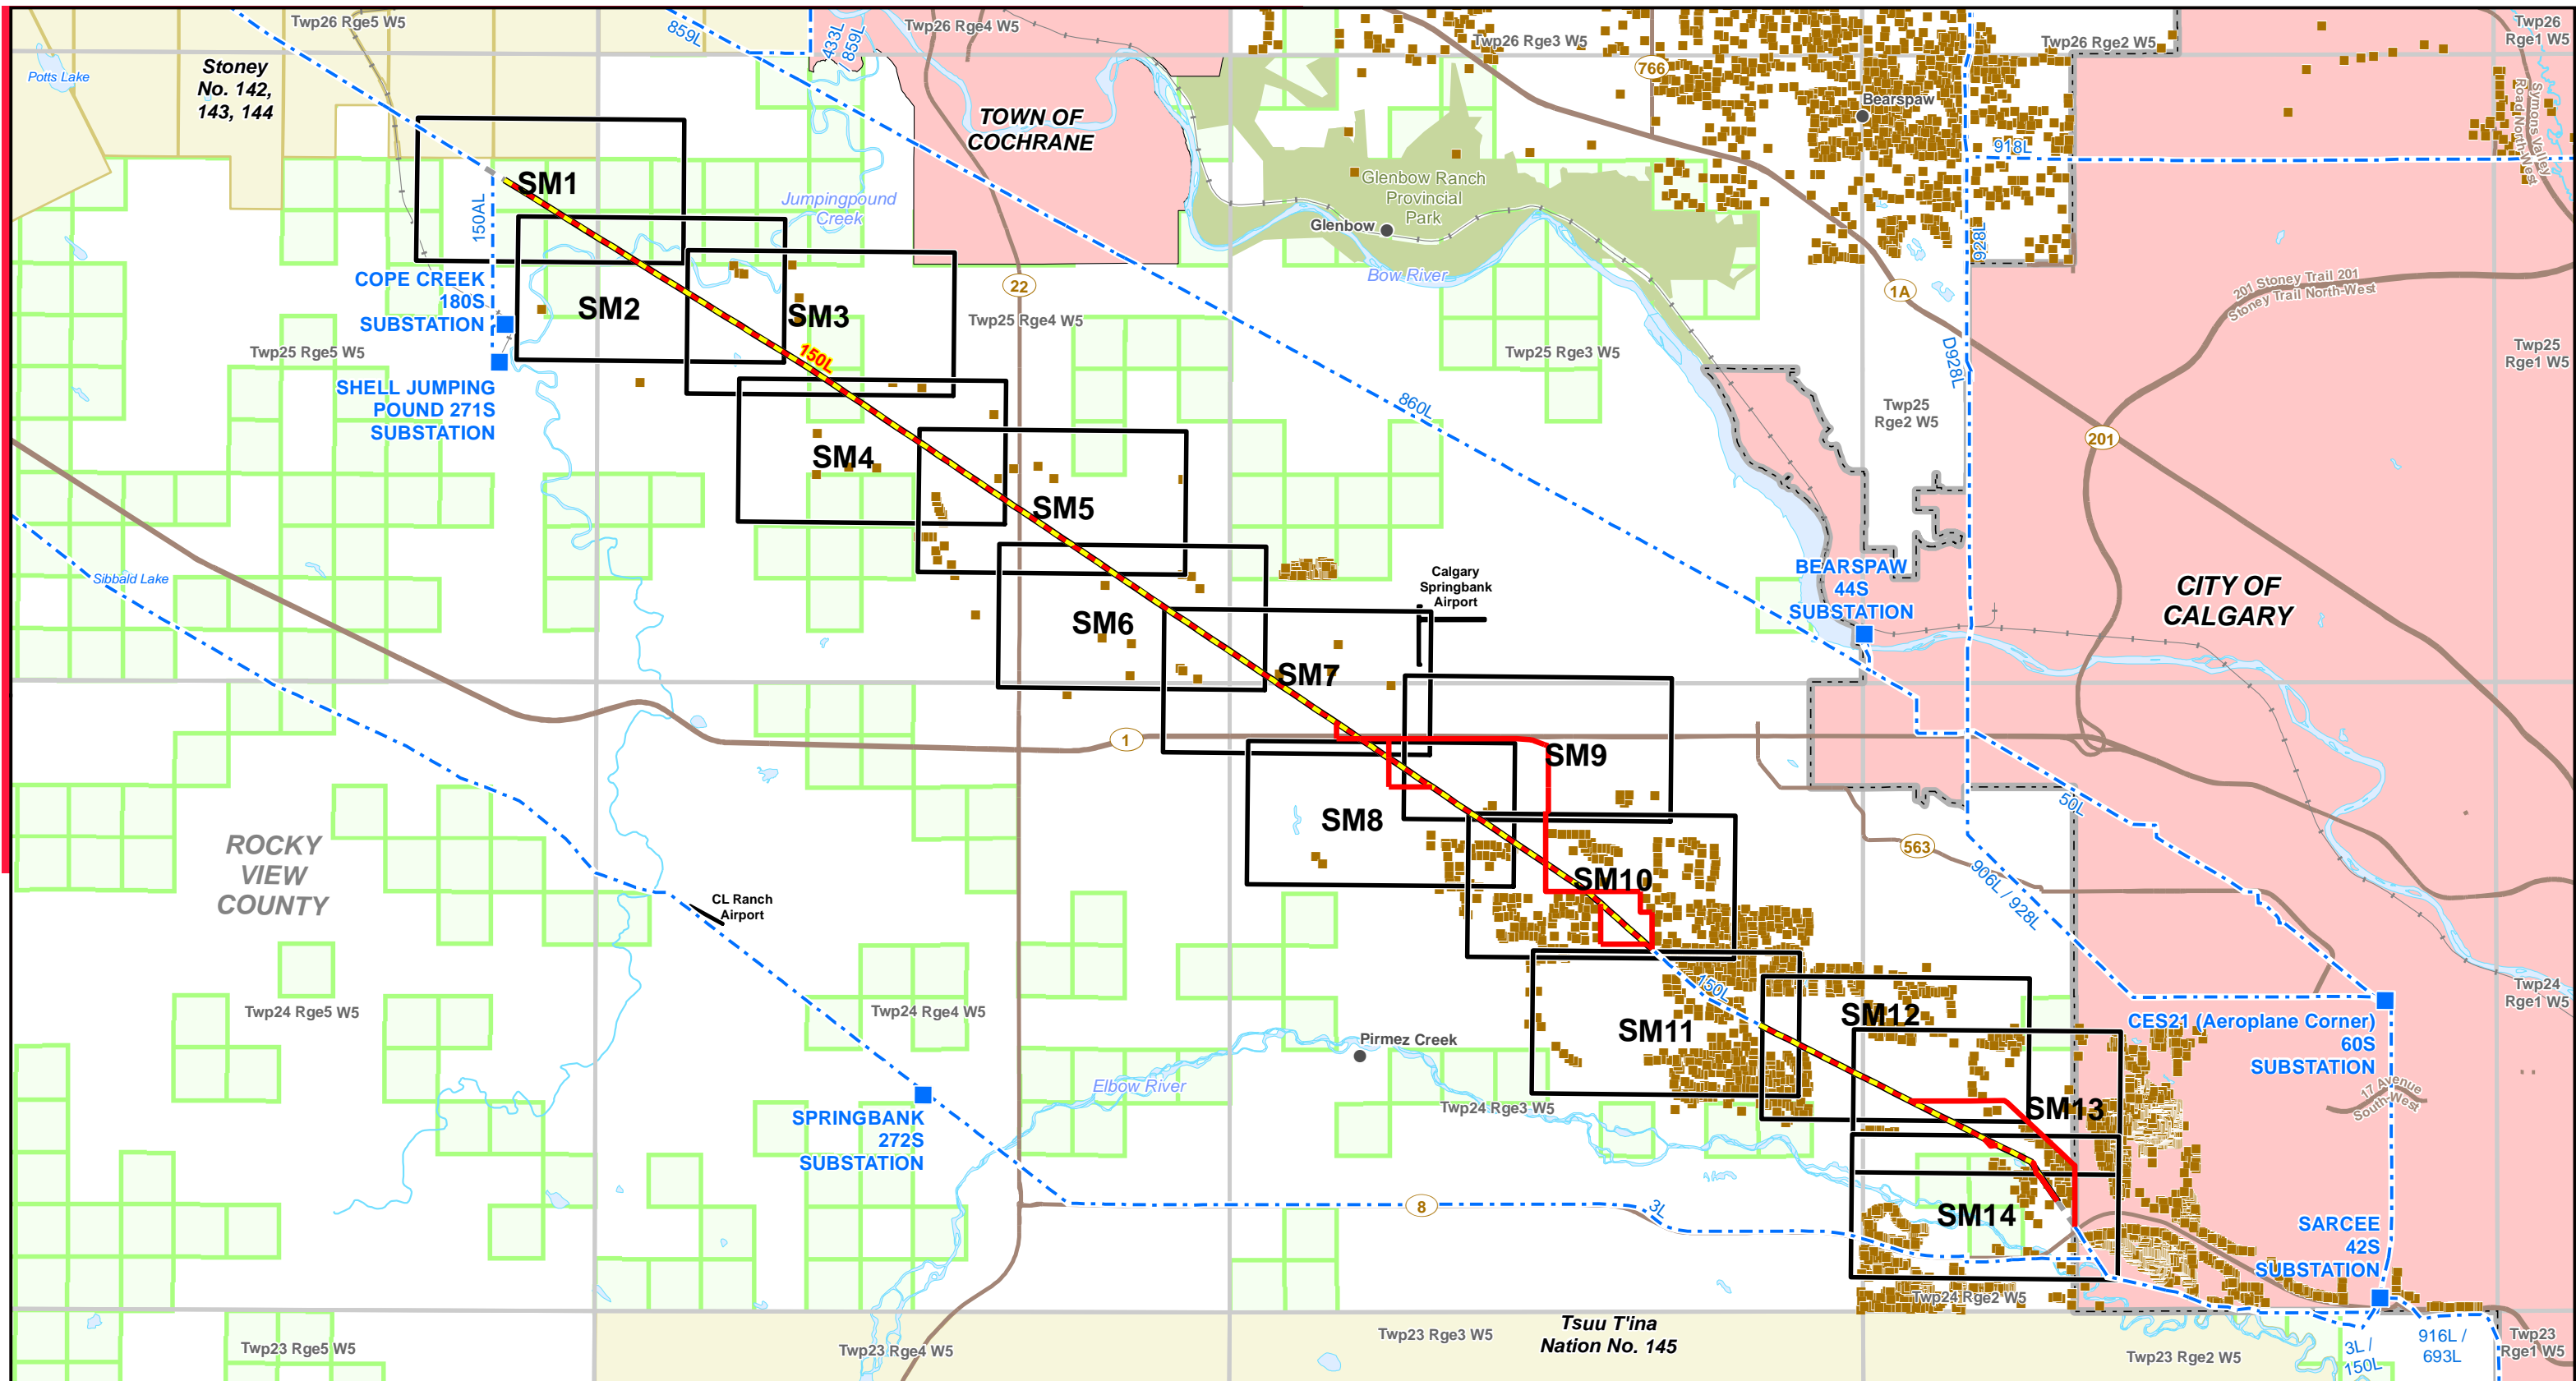 Twp26 Rge5 W5
859L
433L
859L
Twp26 Rge4 W5
Twp26 Rge3 W5
766
Twp26 Rge2 W5
Twp26
Rge1 W5
Potts Lake
Stoney
No. 142,
143, 144
TOWN OF
COCHRANE
Bearspaw
918L
Symons Valley
Road North-West
SM1
Jumpingpound
Creek
Glenbow Ranch
Provincial
Park
Glenbow
150AL
928L
Bow River
COPE CREEK
180S
SUBSTATION
SM2
SM3
22
Twp25 Rge4 W5
1A
201 Stoney Trail 201
Stoney Trail North-West
Twp25 Rge5 W5
150L
Twp25 Rge3 W5
D928L
Twp25
Rge1 W5
SHELL JUMPING
POUND 271S
SUBSTATION
860L
Twp25
Rge2 W5
201
SM4
SM5
Sibbald Lake
Calgary
Springbank
Airport
BEARSPAW
44S
SUBSTATION
CITY OF
CALGARY
SM6
SM7
1
SM9
SM8
50L
563
ROCKY
VIEW
COUNTY
SM10
906L / 928L
CL Ranch
Airport
150L
Twp24 Rge5 W5
Twp24 Rge4 W5
Twp24
Rge1 W5
SM11
SM12
CES21 (Aeroplane Corner)
60S
SUBSTATION
Pirmez Creek
Elbow River
17 Avenue
South-West
Twp24 Rge3 W5
SM13
SPRINGBANK
272S
SUBSTATION
8
3L
SM14
SARCEE
42S
SUBSTATION
Twp24 Rge2 W5
Twp23 Rge5 W5
Twp23 Rge4 W5
Twp23 Rge3 W5
Tsuu T'ina
Nation No. 145
Twp23 Rge2 W5
3L /
150L
916L /
693L
Twp23
Rge1 W5